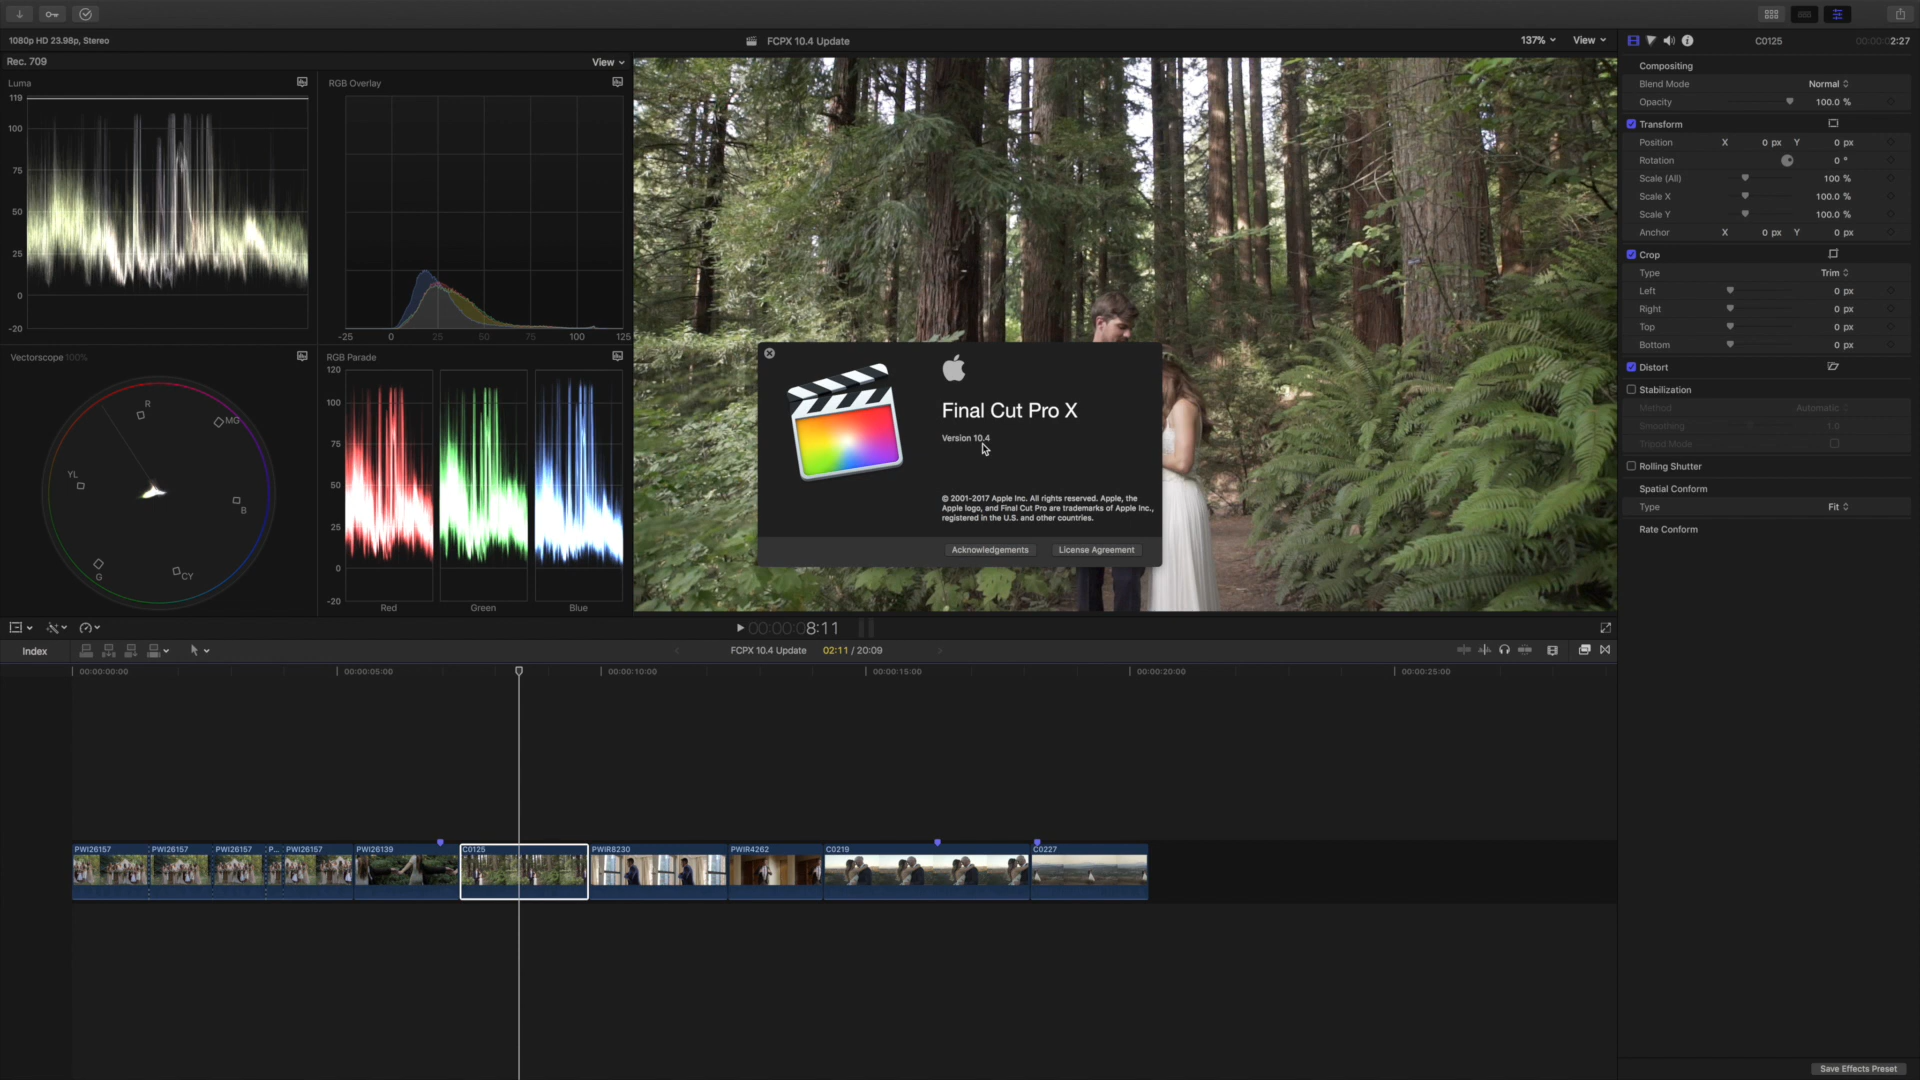 1080p HD 23.98p, Stereo
FCPX 10.4 Update
137%
View
C0125
00:00:02:27
Rec. 709
View
Luma
119
100
75
50
25
0
-20
RGB Overlay
-25
0
25
50
75
100
125
Vectorscope 100%
R
MG
YL
B
G
CY
RGB Parade
120
100
75
50
25
0
-20
Red
Green
Blue
Final Cut Pro X
Version 10.4
© 2001-2017 Apple Inc. All rights reserved. Apple, the
Apple logo, and Final Cut Pro are trademarks of Apple Inc.,
registered in the U.S. and other countries.
Acknowledgements
License Agreement
Compositing
Blend Mode Normal
Opacity 100.0 %
Transform
Position X 0 px Y 0 px
Rotation 0 °
Scale (All) 100 %
Scale X 100.0 %
Scale Y 100.0 %
Anchor X 0 px Y 0 px
Crop
Type Trim
Left 0 px
Right 0 px
Top 0 px
Bottom 0 px
Distort
Stabilization
Method Automatic
Smoothing 1.0
Tripod Mode
Rolling Shutter
Spatial Conform
Type Fit
Rate Conform
00:00:08:11
Index
FCPX 10.4 Update 02:11 / 20:09
00:00:00:00
00:00:05:00
00:00:10:00
00:00:15:00
00:00:20:00
00:00:25:00
PWI26157
PWI26157
PWI26157
P...
PWI26157
PWI26139
C0125
PWIR8230
PWIR4262
C0219
C0227
Save Effects Preset